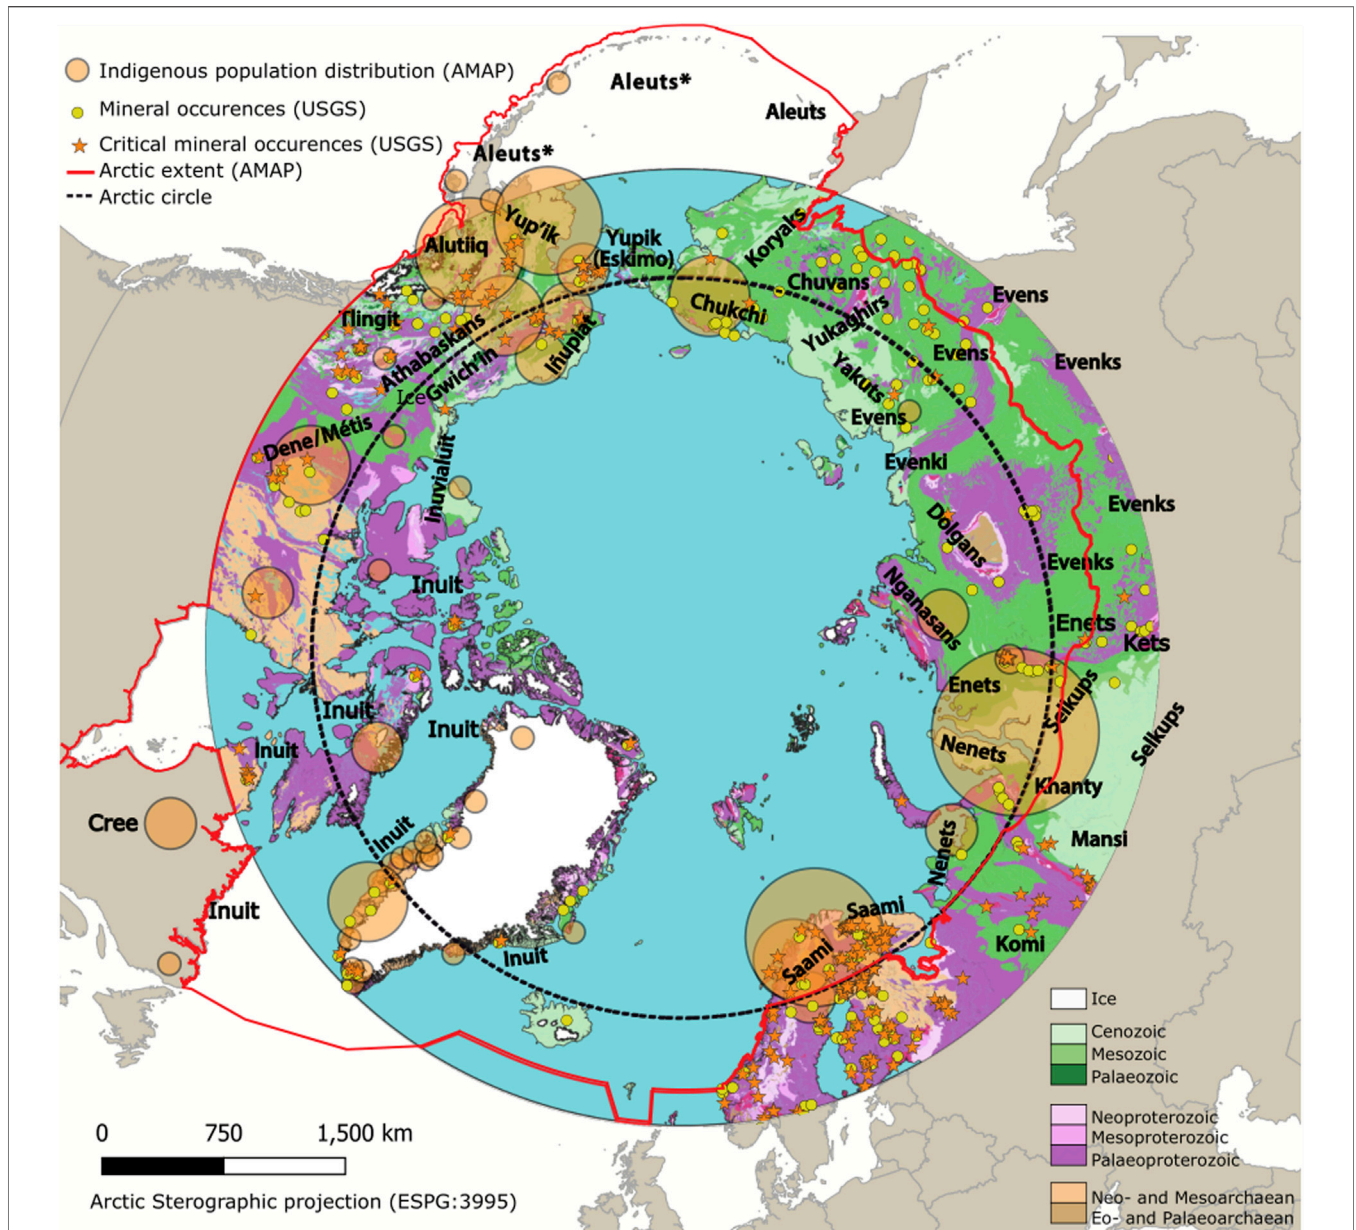 Indigenous population distribution (AMAP)
Mineral occurences (USGS)
Critical mineral occurences (USGS)
Arctic extent (AMAP)
Arctic circle
Aleuts*
Aleuts
Aleuts*
Yup'ik
Alutiiq
Yupik
(Eskimo)
Koryaks
Chukchi
Chuvans
Yukaghirs
Evens
Tlingit
Athabaskans
Iñupiat
Gwich'in
Ice
Yakuts
Evens
Evenks
Evens
Dene/Métis
Inuvialuit
Evenki
Evenks
Dolgans
Evenks
Inuit
Nganasans
Enets
Kets
Enets
Selkups
Selkups
Inuit
Inuit
Inuit
Nenets
Khanty
Cree
Inuit
Nenets
Mansi
Inuit
Saami
Saami
Komi
Inuit
Ice
Cenozoic
Mesozoic
Palaeozoic
Neoproterozoic
Mesoproterozoic
Palaeoproterozoic
Neo- and Mesoarchaean
Eo- and Palaeoarchaean
0 750 1,500 km
Arctic Sterographic projection (ESPG:3995)